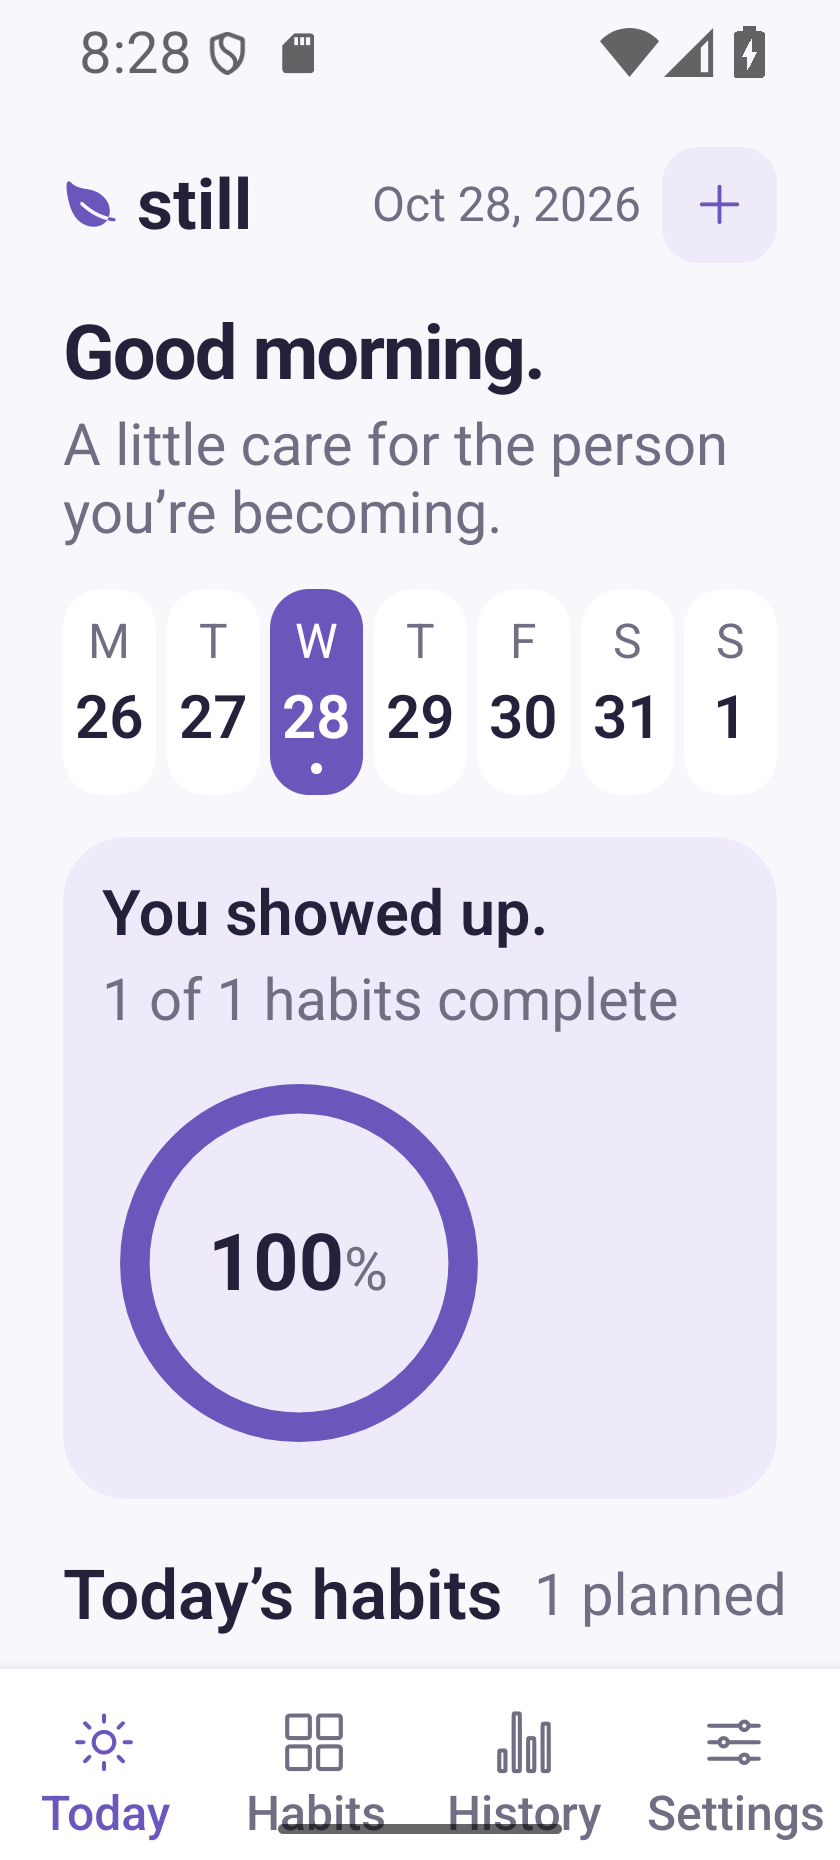 8:28
still
Oct 28, 2026
Good morning.
A little care for the person
you’re becoming.
M T W T F S S
26 27 28 29 30 31 1
You showed up.
1 of 1 habits complete
100%
Today’s habits 1 planned
Today Habits History Settings